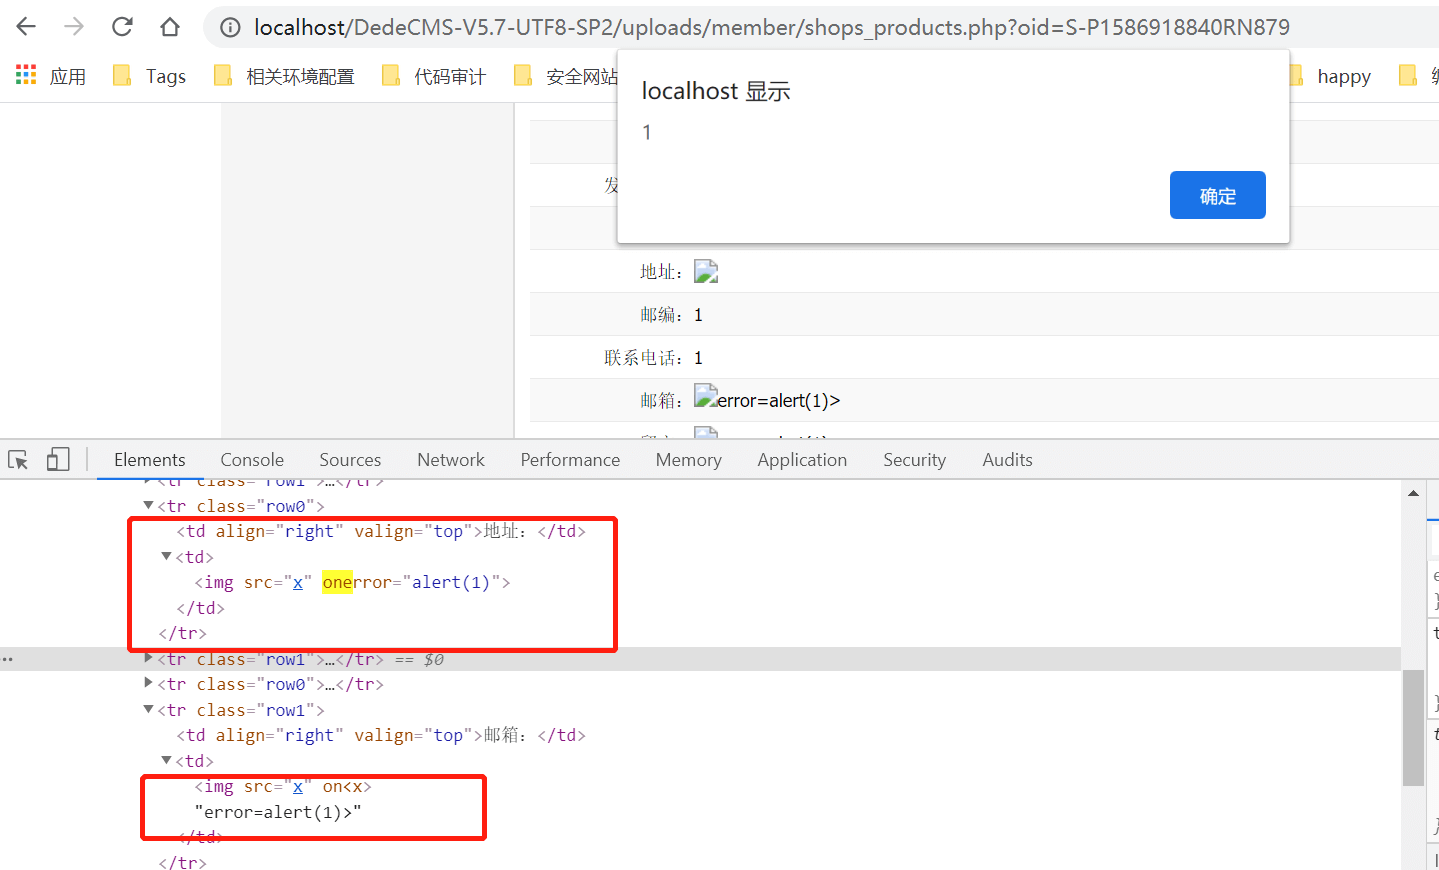 localhost/DedeCMS-V5.7-UTF8-SP2/uploads/member/shops_products.php?oid=S-P1586918840RN879
应用 Tags 相关环境配置 代码审计 安全网站 happy
localhost 显示
1
确定
发
地址：
邮编：1
联系电话：1
邮箱：error=alert(1)>
Elements Console Sources Network Performance Memory Application Security Audits
<tr class="row1">…</tr>
<tr class="row0">
<td align="right" valign="top">地址：</td>
<td>
<img src="x" onerror="alert(1)">
</td>
</tr>
<tr class="row1">…</tr> == $0
<tr class="row0">…</tr>
<tr class="row1">
<td align="right" valign="top">邮箱：</td>
<td>
<img src="x" on<x>
"error=alert(1)>"
</td>
</tr>